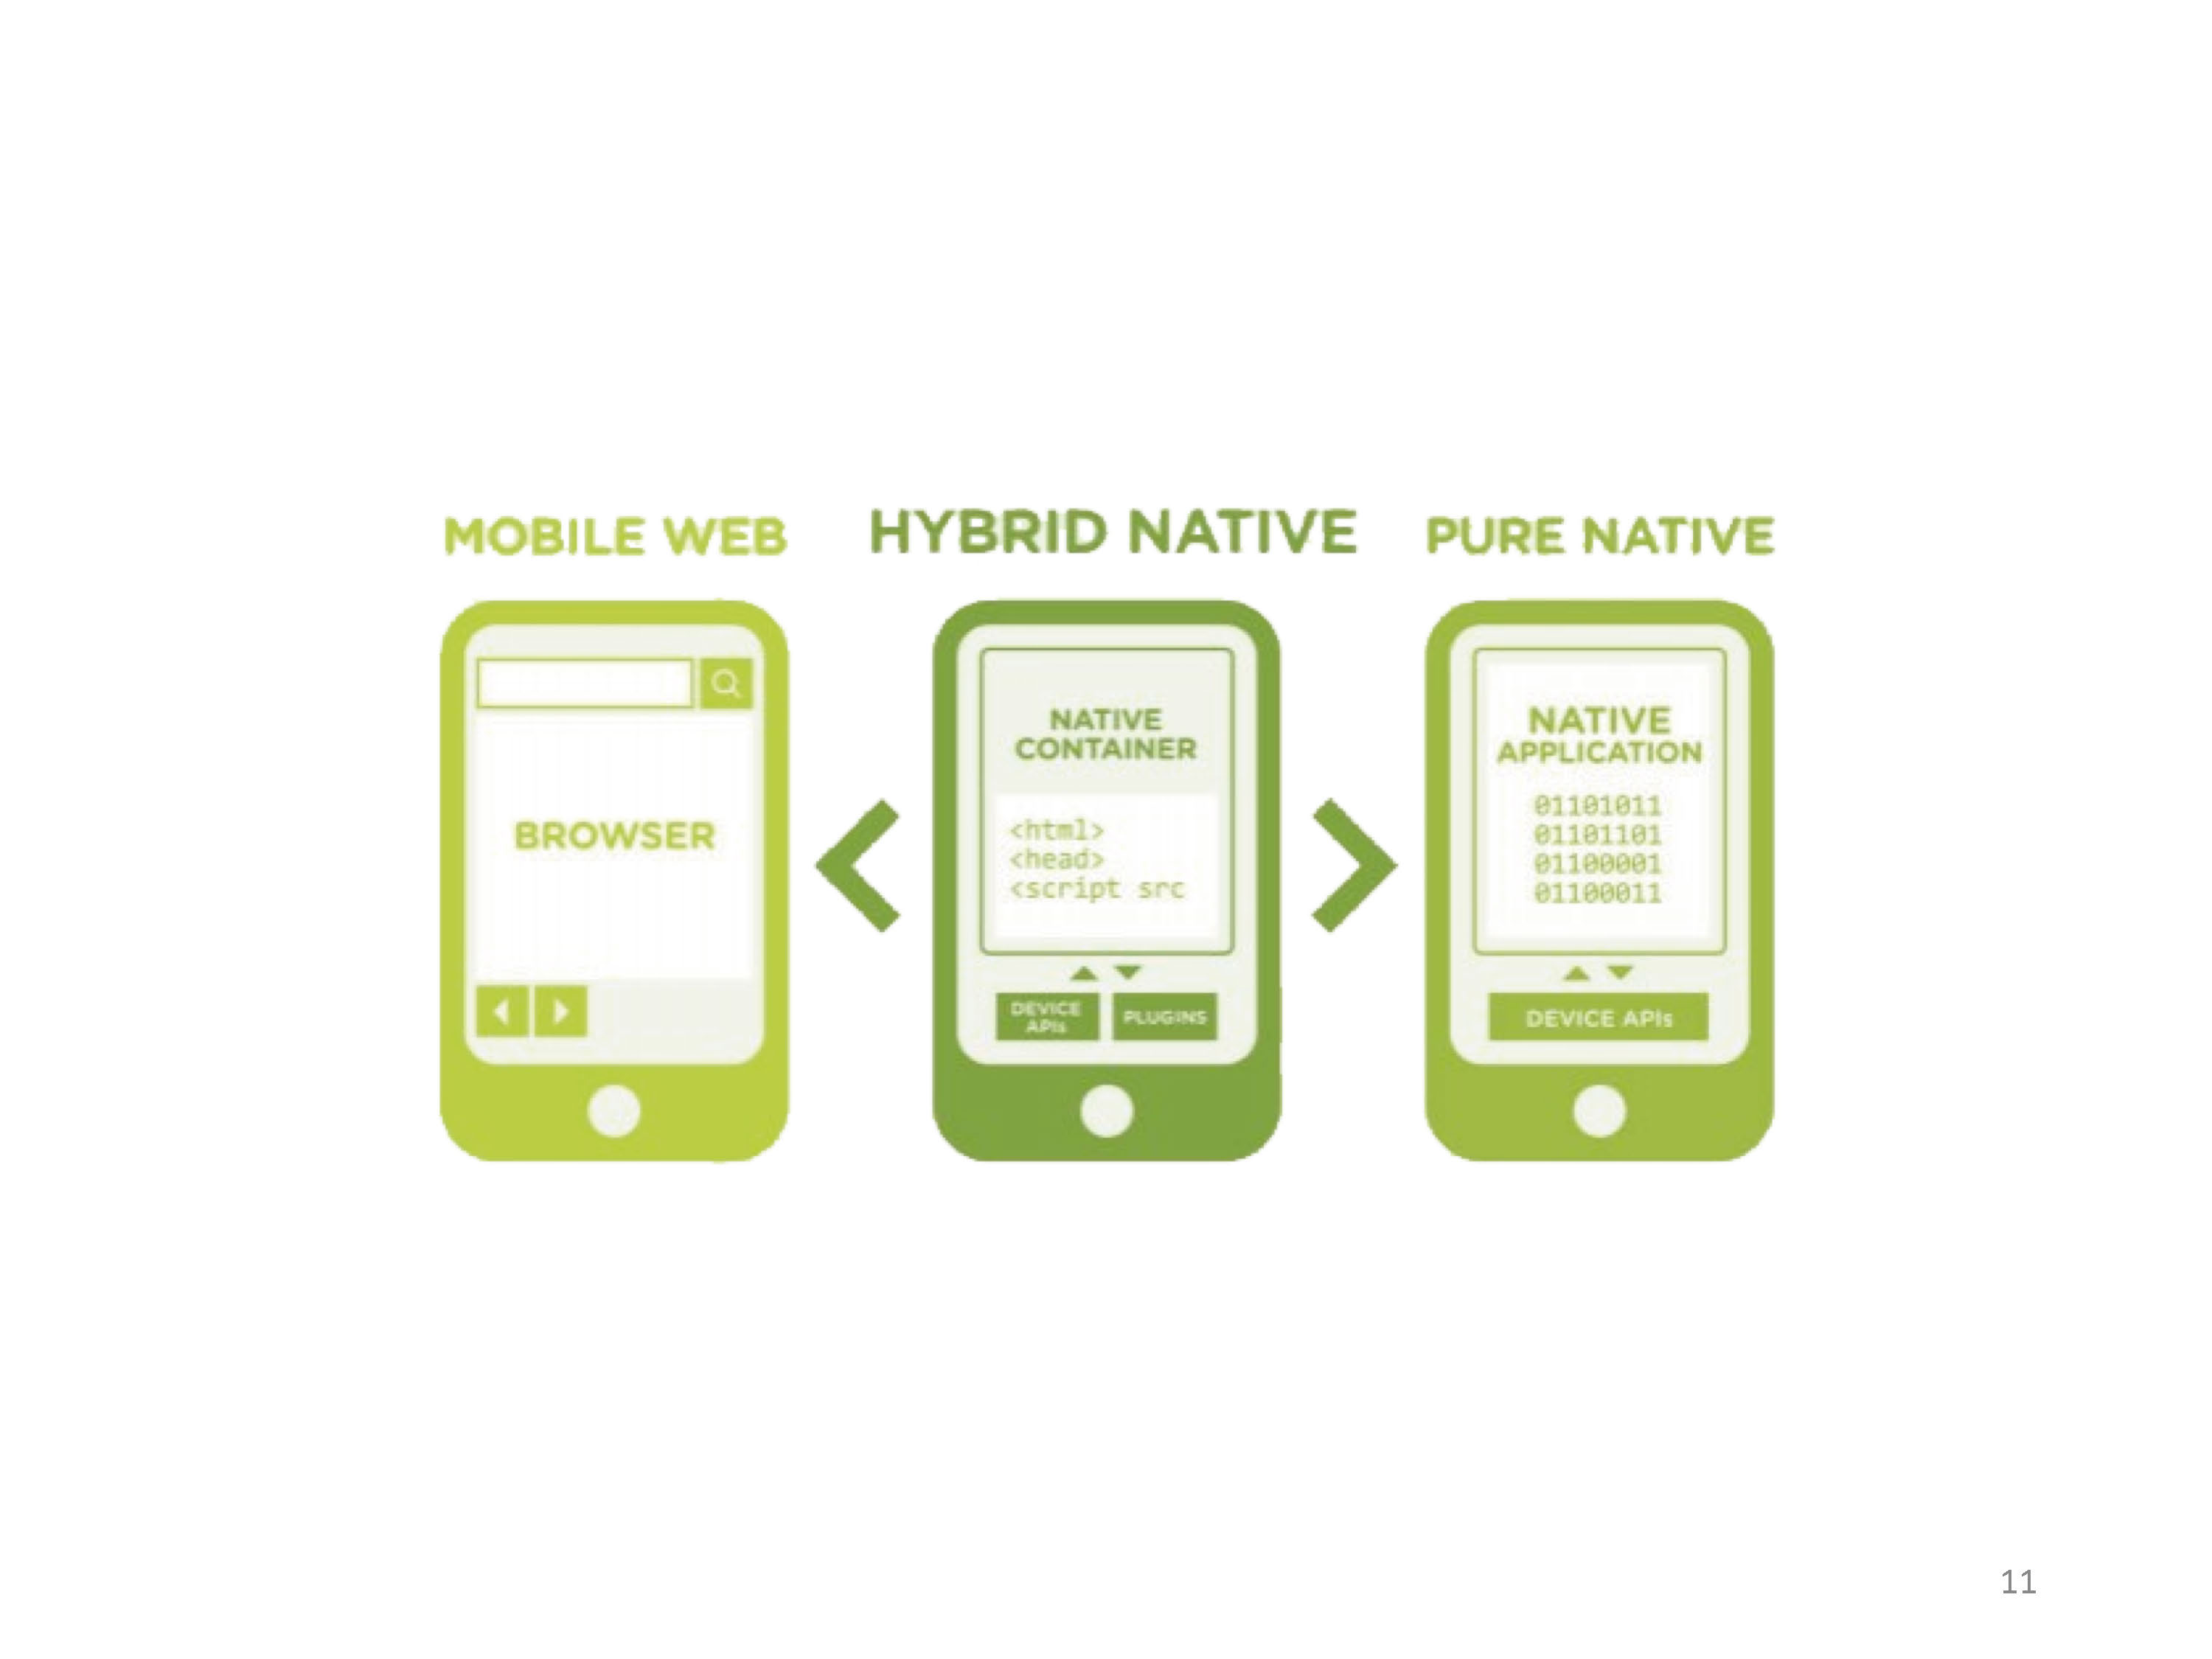 MOBILE WEB
BROWSER
HYBRID NATIVE
NATIVE
CONTAINER
<html>
<head>
<script src
DEVICE
APIs
PLUGINS
PURE NATIVE
NATIVE
APPLICATION
01101011
01101101
01100001
01100011
DEVICE APIs
11